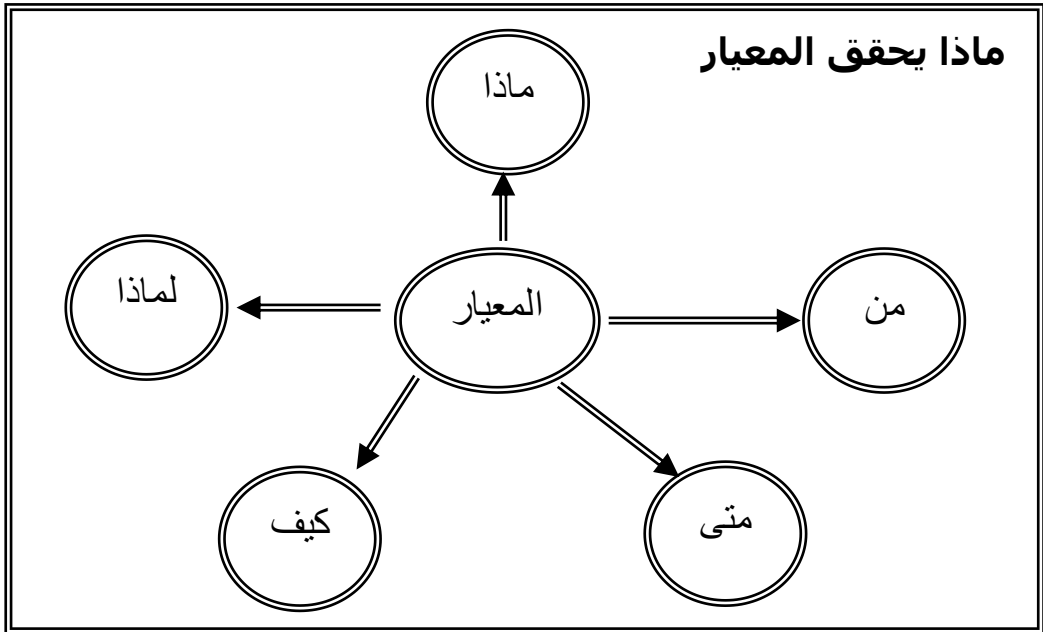 ماذا يحقق المعيار
ماذا
من
المعيار
لماذا
متى
كيف